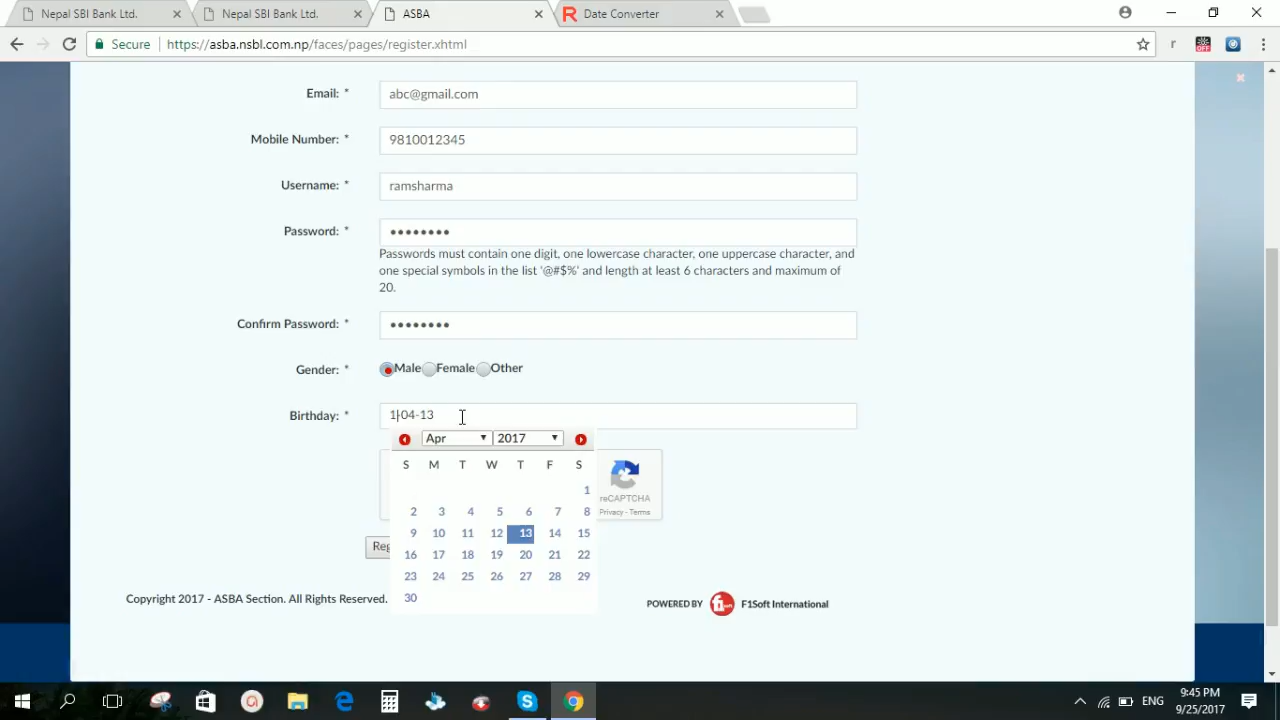 Nepal SBI Bank Ltd. Nepal SBI Bank Ltd. ASBA Date Converter
Secure https://asba.nsbl.com.np/faces/pages/register.xhtml r OFF
Email: * abc@gmail.com
Mobile Number: * 9810012345
Username: * ramsharma
Password: * ••••••••
Passwords must contain one digit, one lowercase character, one uppercase character, and
one special symbols in the list '@#$%' and length at least 6 characters and maximum of
20.
Confirm Password: * ••••••••
Gender: * Male Female Other
Birthday: * 1-04-13
Apr 2017
S M T W T F S
1
2 3 4 5 6 7 8
9 10 11 12 13 14 15
16 17 18 19 20 21 22
23 24 25 26 27 28 29
30
reCAPTCHA
Privacy - Terms
Reg
Copyright 2017 - ASBA Section. All Rights Reserved. POWERED BY f1soft F1Soft International
ENG 9:45 PM
9/25/2017